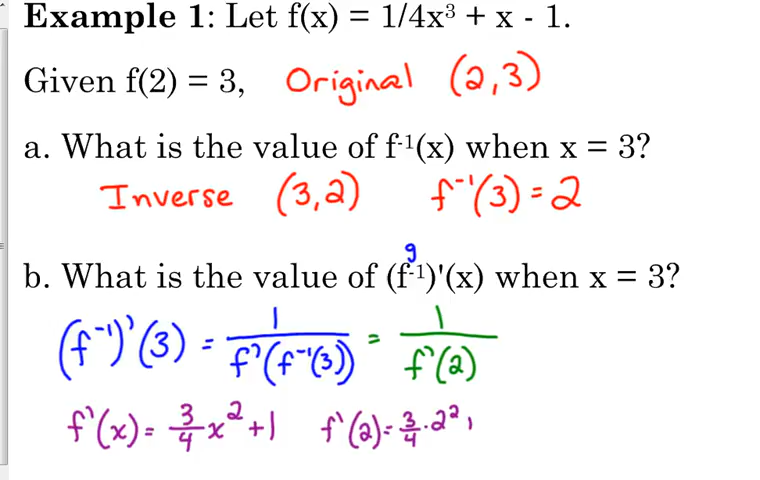 Example 1: Let f(x) = 1/4x³ + x - 1.
Given f(2) = 3, Original (2,3)
a. What is the value of f⁻¹(x) when x = 3?
Inverse (3,2) f⁻¹(3) = 2
g
b. What is the value of (f⁻¹)'(x) when x = 3?
(f⁻¹)'(3) = 1/f'(f⁻¹(3)) = 1/f'(2)
f'(x) = 3/4 x² + 1 f'(2) = 3/4 · 2²